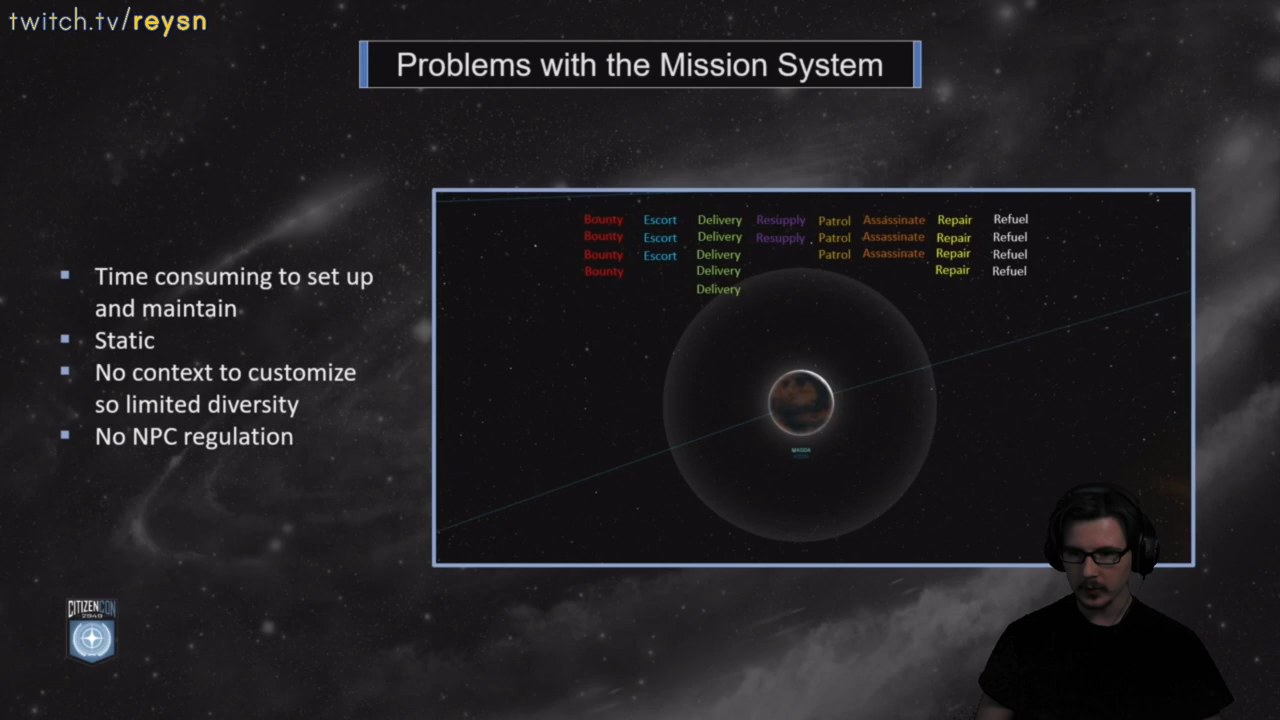 twitch.tv/reysn
Problems with the Mission System
Bounty Escort Delivery Resupply Patrol Assassinate Repair Refuel
Bounty Escort Delivery Resupply Patrol Assassinate Repair Refuel
Bounty Escort Delivery Patrol Assassinate Repair Refuel
Bounty Delivery Repair Refuel
Delivery
▪ Time consuming to set up
and maintain
▪ Static
▪ No context to customize
so limited diversity
▪ No NPC regulation
CITIZENCON
2949